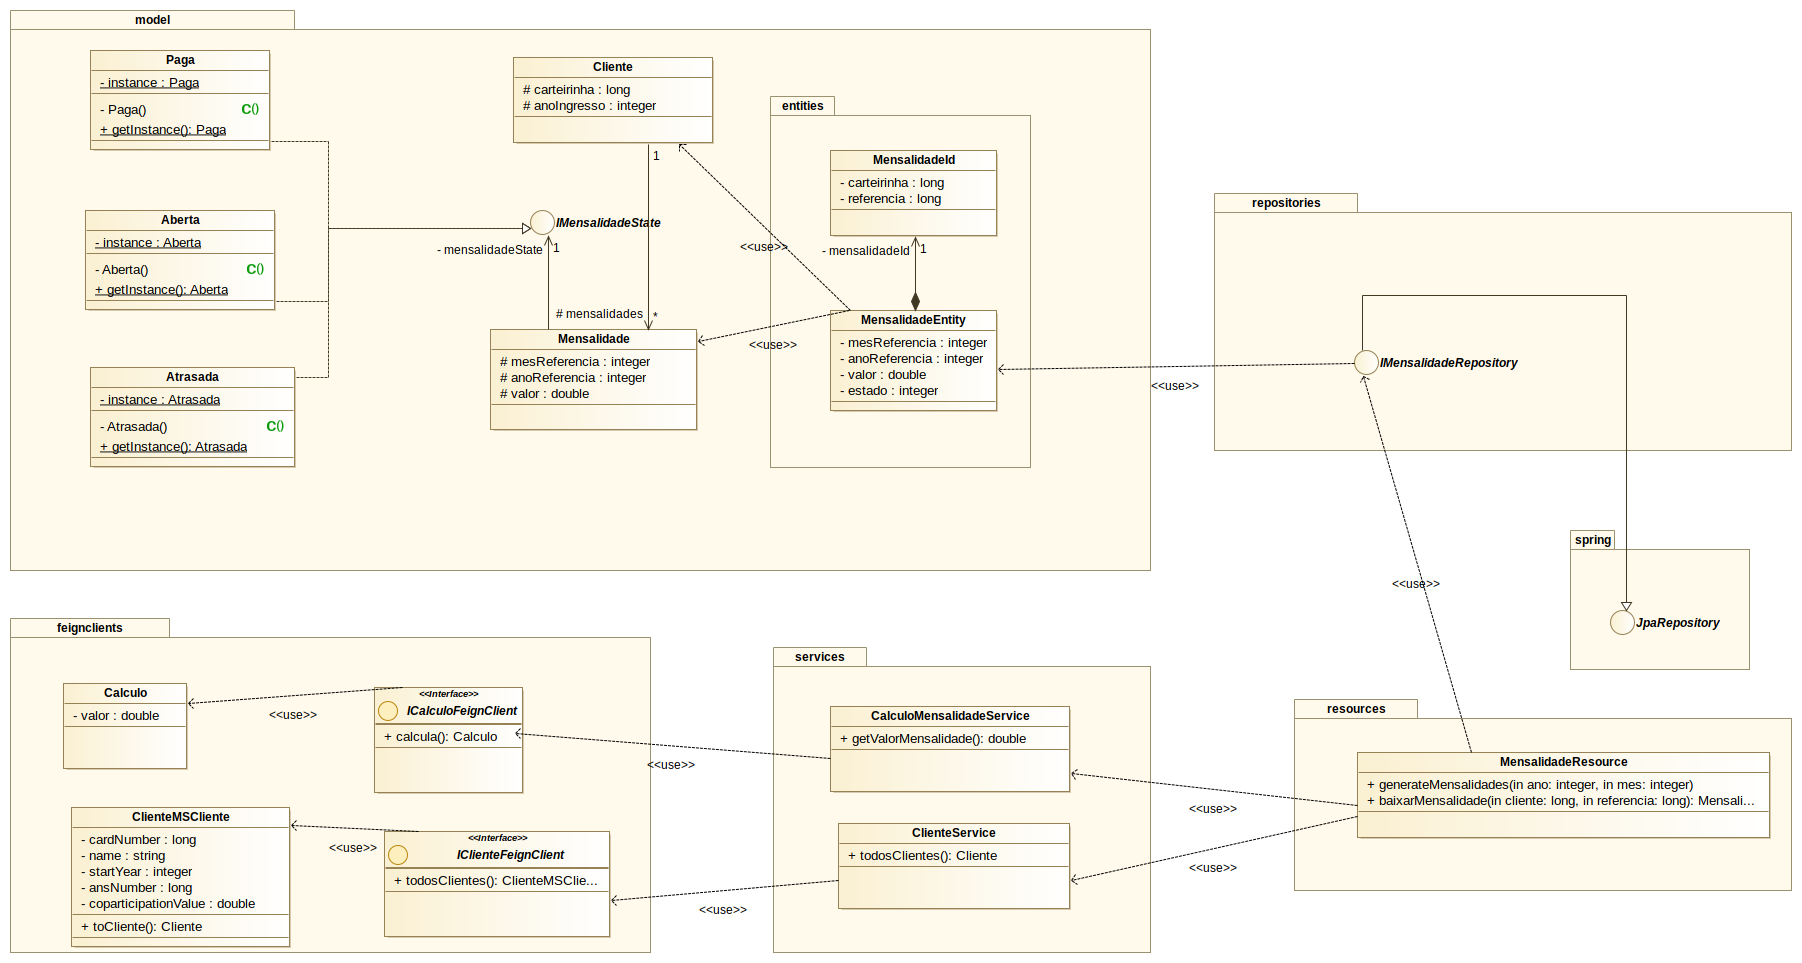 model
Paga
- instance : Paga
- Paga() C()
+ getInstance(): Paga
Aberta
- instance : Aberta
- Aberta() C()
+ getInstance(): Aberta
Atrasada
- instance : Atrasada
- Atrasada() C()
+ getInstance(): Atrasada
Cliente
# carteirinha : long
# anoIngresso : integer
1
IMensalidadeState
- mensalidadeState
1
# mensalidades
*
Mensalidade
# mesReferencia : integer
# anoReferencia : integer
# valor : double
<<use>>
<<use>>
entities
MensalidadeId
- carteirinha : long
- referencia : long
- mensalidadeId
1
MensalidadeEntity
- mesReferencia : integer
- anoReferencia : integer
- valor : double
- estado : integer
<<use>>
repositories
IMensalidadeRepository
<<use>>
spring
JpaRepository
feignclients
Calculo
- valor : double
<<use>>
<<Interface>>
ICalculoFeignClient
+ calcula(): Calculo
ClienteMSCliente
- cardNumber : long
- name : string
- startYear : integer
- ansNumber : long
- coparticipationValue : double
+ toCliente(): Cliente
<<use>>
<<Interface>>
IClienteFeignClient
+ todosClientes(): ClienteMSClie...
<<use>>
<<use>>
services
CalculoMensalidadeService
+ getValorMensalidade(): double
ClienteService
+ todosClientes(): Cliente
<<use>>
<<use>>
resources
MensalidadeResource
+ generateMensalidades(in ano: integer, in mes: integer)
+ baixarMensalidade(in cliente: long, in referencia: long): Mensali...